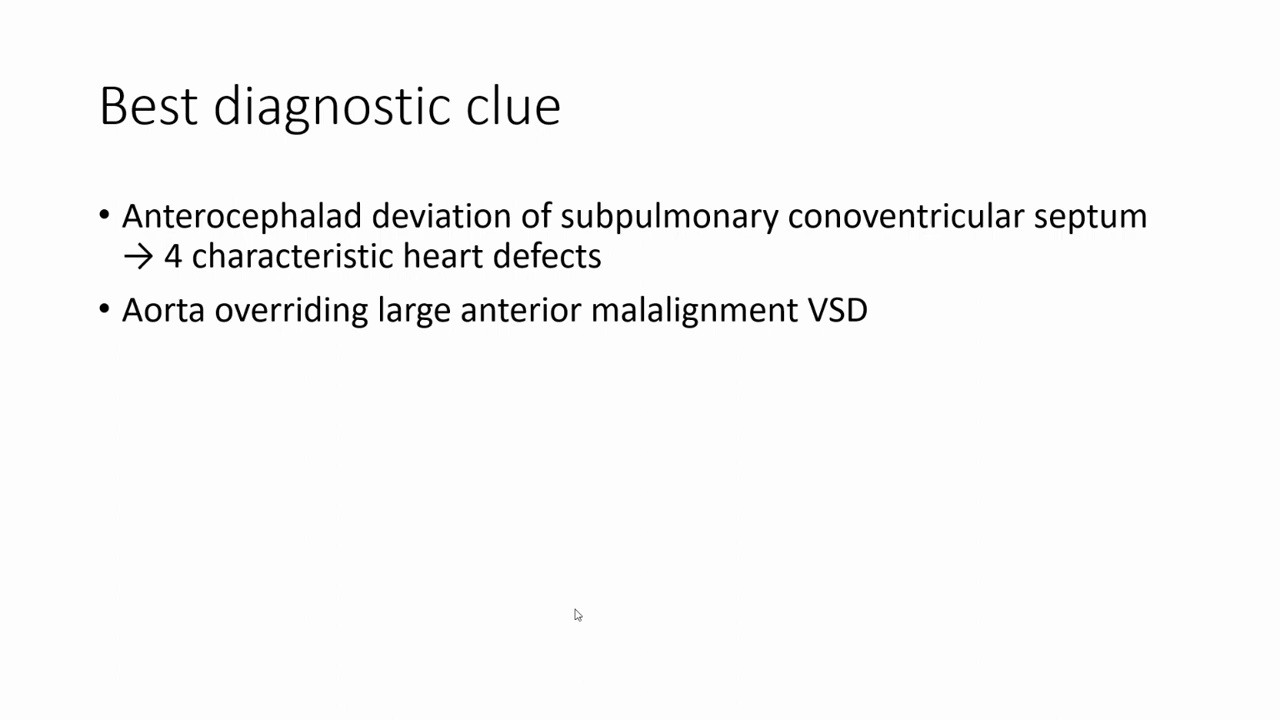 Best diagnostic clue
• Anterocephalad deviation of subpulmonary conoventricular septum
→ 4 characteristic heart defects
• Aorta overriding large anterior malalignment VSD